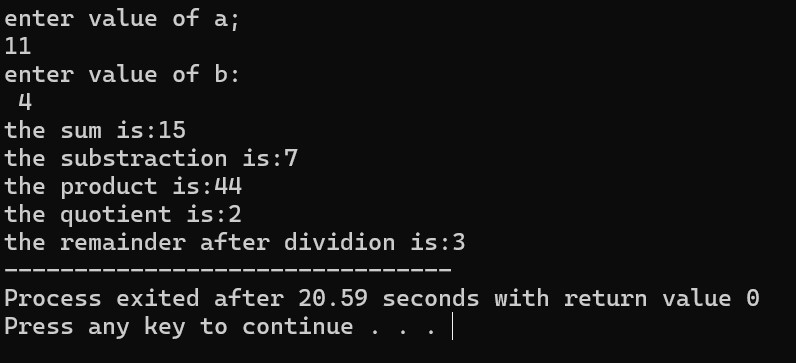 enter value of a;
11
enter value of b:
 4
the sum is:15
the substraction is:7
the product is:44
the quotient is:2
the remainder after dividion is:3
--------------------------------
Process exited after 20.59 seconds with return value 0
Press any key to continue . . .